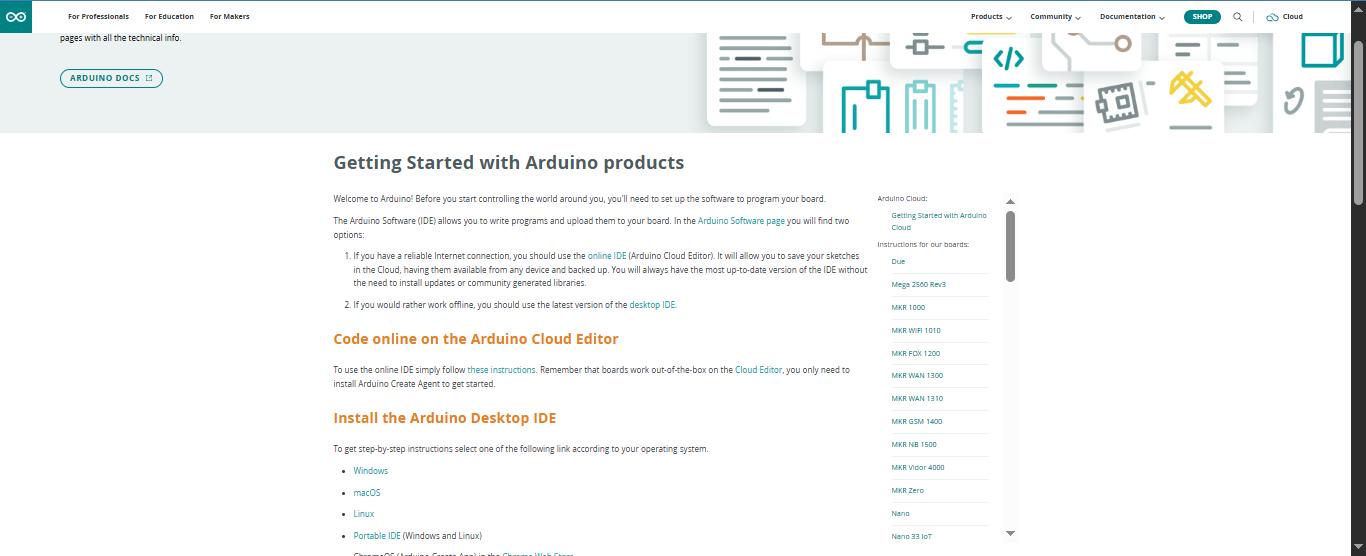 For Professionals
For Education
For Makers
Products
Community
Documentation
SHOP
Cloud
pages with all the technical info.
ARDUINO DOCS
Getting Started with Arduino products
Welcome to Arduino! Before you start controlling the world around you, you'll need to set up the software to program your board.
The Arduino Software (IDE) allows you to write programs and upload them to your board. In the Arduino Software page you will find two
options:
1. If you have a reliable Internet connection, you should use the online IDE (Arduino Cloud Editor). It will allow you to save your sketches
in the Cloud, having them available from any device and backed up. You will always have the most up-to-date version of the IDE without
the need to install updates or community generated libraries.
2. If you would rather work offline, you should use the latest version of the desktop IDE.
Code online on the Arduino Cloud Editor
To use the online IDE simply follow these instructions. Remember that boards work out-of-the-box on the Cloud Editor, you only need to
install Arduino Create Agent to get started.
Install the Arduino Desktop IDE
To get step-by-step instructions select one of the following link according to your operating system.
• Windows
• macOS
• Linux
• Portable IDE (Windows and Linux)
ChromeOS (Arduino Create App) in the Chrome Web Store
Arduino Cloud:
Getting Started with Arduino
Cloud
Instructions for our boards:
Due
Mega 2560 Rev3
MKR 1000
MKR WiFi 1010
MKR FOX 1200
MKR WAN 1300
MKR WAN 1310
MKR GSM 1400
MKR NB 1500
MKR Vidor 4000
MKR Zero
Nano
Nano 33 IoT